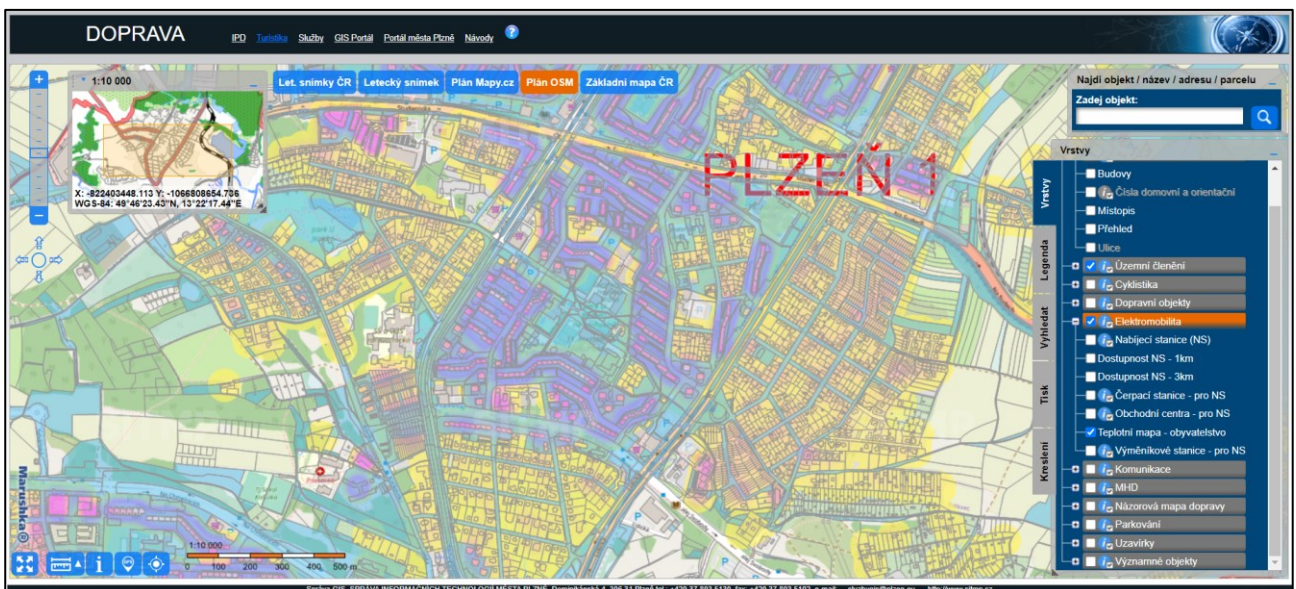 DOPRAVA
IPD Turistika Služby GIS Portál Portál města Plzně Návody ?
1:10 000
Let. snímky ČR Letecký snímek Plán Mapy.cz Plán OSM Základní mapa ČR
X: -822403448.113 Y: -1066808654.736
WGS-84: 49°46'23.43"N, 13°22'17.44"E
PLZEŇ 1
Najdi objekt / název / adresu / parcelu
Zadej objekt:
Vrstvy
Vrstvy
Legenda
Vyhledat
Tisk
Kreslení
Budovy
Čísla domovní a orientační
Místopis
Přehled
Ulice
Územní členění
Cyklistika
Dopravní objekty
Elektromobilita
Nabíjecí stanice (NS)
Dostupnost NS - 1km
Dostupnost NS - 3km
Čerpací stanice - pro NS
Obchodní centra - pro NS
Teplotní mapa - obyvatelstvo
Výměníkové stanice - pro NS
Komunikace
MHD
Názorová mapa dopravy
Parkování
Uzavírky
Významné objekty
Marushka©
1:10 000
0 100 200 300 400 500 m